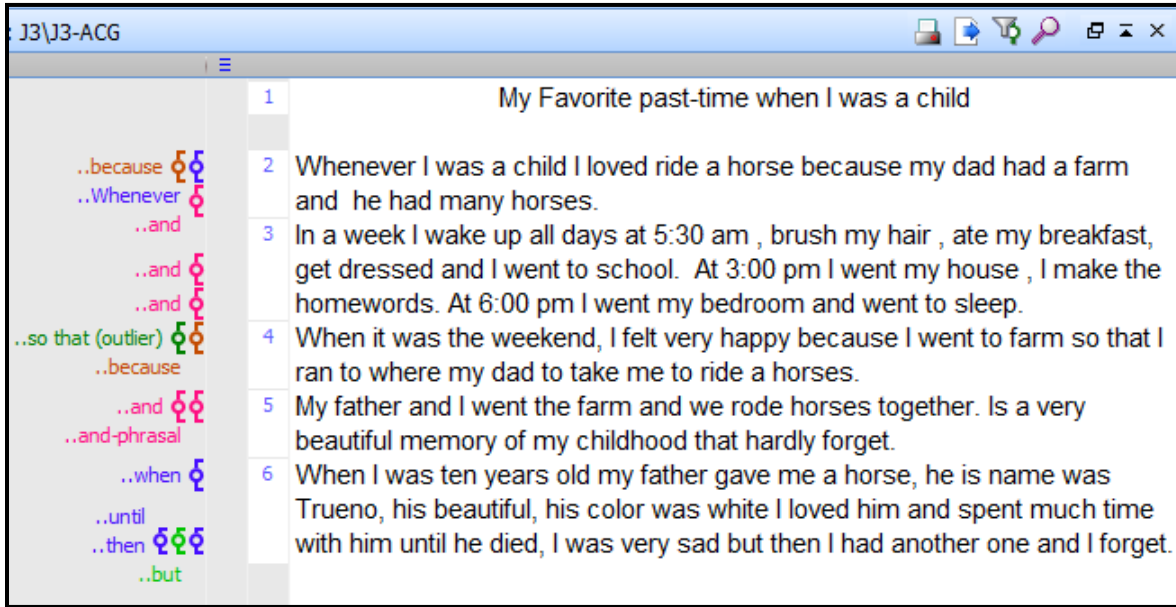 : J3\J3-ACG
1 My Favorite past-time when I was a child
..because 2 Whenever I was a child I loved ride a horse because my dad had a farm
..Whenever and he had many horses.
..and 3 In a week I wake up all days at 5:30 am , brush my hair , ate my breakfast,
..and get dressed and I went to school. At 3:00 pm I went my house , I make the
..and homewords. At 6:00 pm I went my bedroom and went to sleep.
..so that (outlier) 4 When it was the weekend, I felt very happy because I went to farm so that I
..because ran to where my dad to take me to ride a horses.
..and 5 My father and I went the farm and we rode horses together. Is a very
..and-phrasal beautiful memory of my childhood that hardly forget.
..when 6 When I was ten years old my father gave me a horse, he is name was
..until Trueno, his beautiful, his color was white I loved him and spent much time
..then with him until he died, I was very sad but then I had another one and I forget.
..but